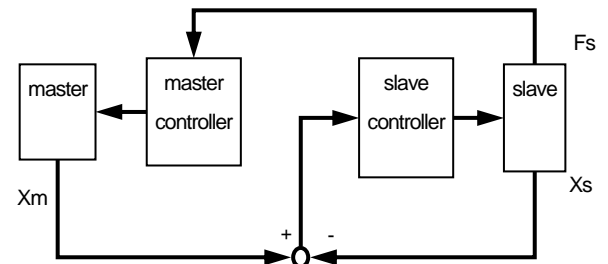 Fs
master
master
controller
slave
controller
slave
Xm
Xs
+
-